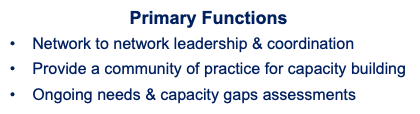 Primary Functions
• Network to network leadership & coordination
• Provide a community of practice for capacity building
• Ongoing needs & capacity gaps assessments